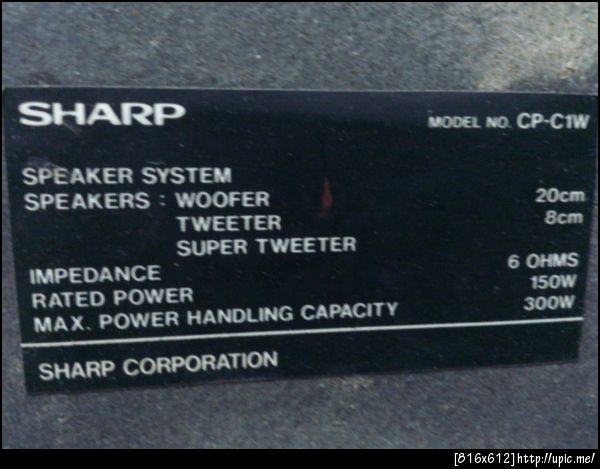 SHARP
MODEL NO. CP-C1W
SPEAKER SYSTEM
SPEAKERS : WOOFER 20cm
TWEETER 8cm
SUPER TWEETER
IMPEDANCE 6 OHMS
RATED POWER 150W
MAX. POWER HANDLING CAPACITY 300W
SHARP CORPORATION
[816x612]http://upic.me/